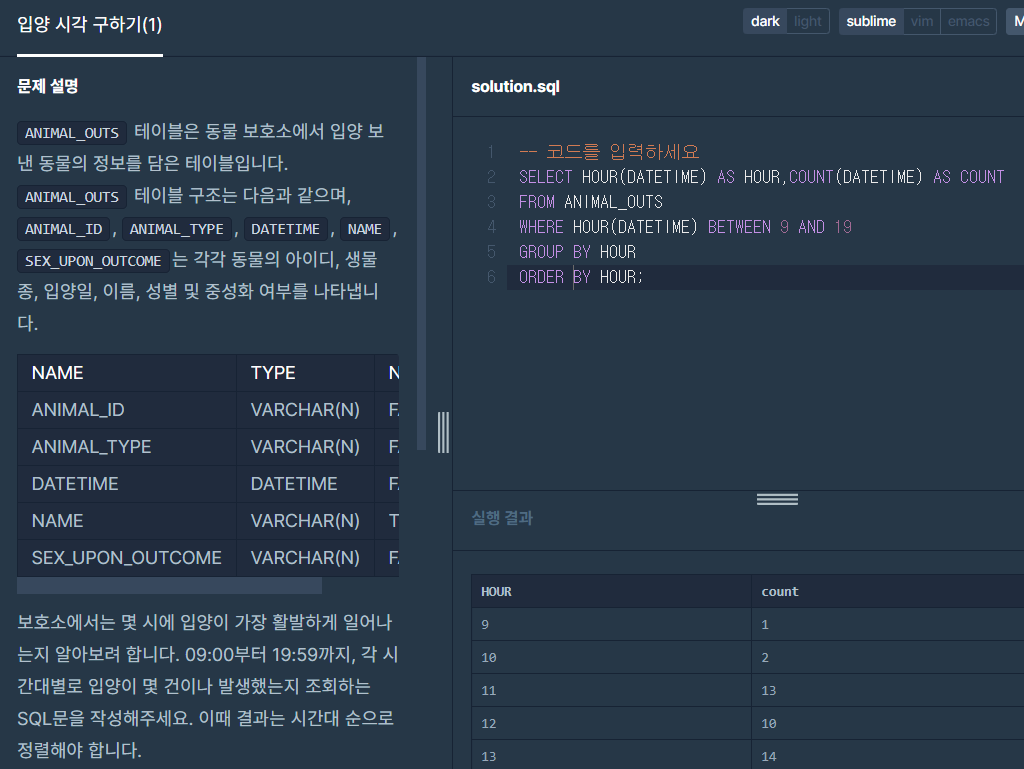 입양 시각 구하기(1)
dark light sublime vim emacs M
문제 설명
ANIMAL_OUTS 테이블은 동물 보호소에서 입양 보
낸 동물의 정보를 담은 테이블입니다.
ANIMAL_OUTS 테이블 구조는 다음과 같으며,
ANIMAL_ID , ANIMAL_TYPE , DATETIME , NAME ,
SEX_UPON_OUTCOME 는 각각 동물의 아이디, 생물
종, 입양일, 이름, 성별 및 중성화 여부를 나타냅니
다.
NAME TYPE N
ANIMAL_ID VARCHAR(N) F
ANIMAL_TYPE VARCHAR(N) F
DATETIME DATETIME F
NAME VARCHAR(N) T
SEX_UPON_OUTCOME VARCHAR(N) F
보호소에서는 몇 시에 입양이 가장 활발하게 일어나
는지 알아보려 합니다. 09:00부터 19:59까지, 각 시
간대별로 입양이 몇 건이나 발생했는지 조회하는
SQL문을 작성해주세요. 이때 결과는 시간대 순으로
정렬해야 합니다.
solution.sql
1 -- 코드를 입력하세요
2 SELECT HOUR(DATETIME) AS HOUR,COUNT(DATETIME) AS COUNT
3 FROM ANIMAL_OUTS
4 WHERE HOUR(DATETIME) BETWEEN 9 AND 19
5 GROUP BY HOUR
6 ORDER BY HOUR;
실행 결과
HOUR count
9 1
10 2
11 13
12 10
13 14